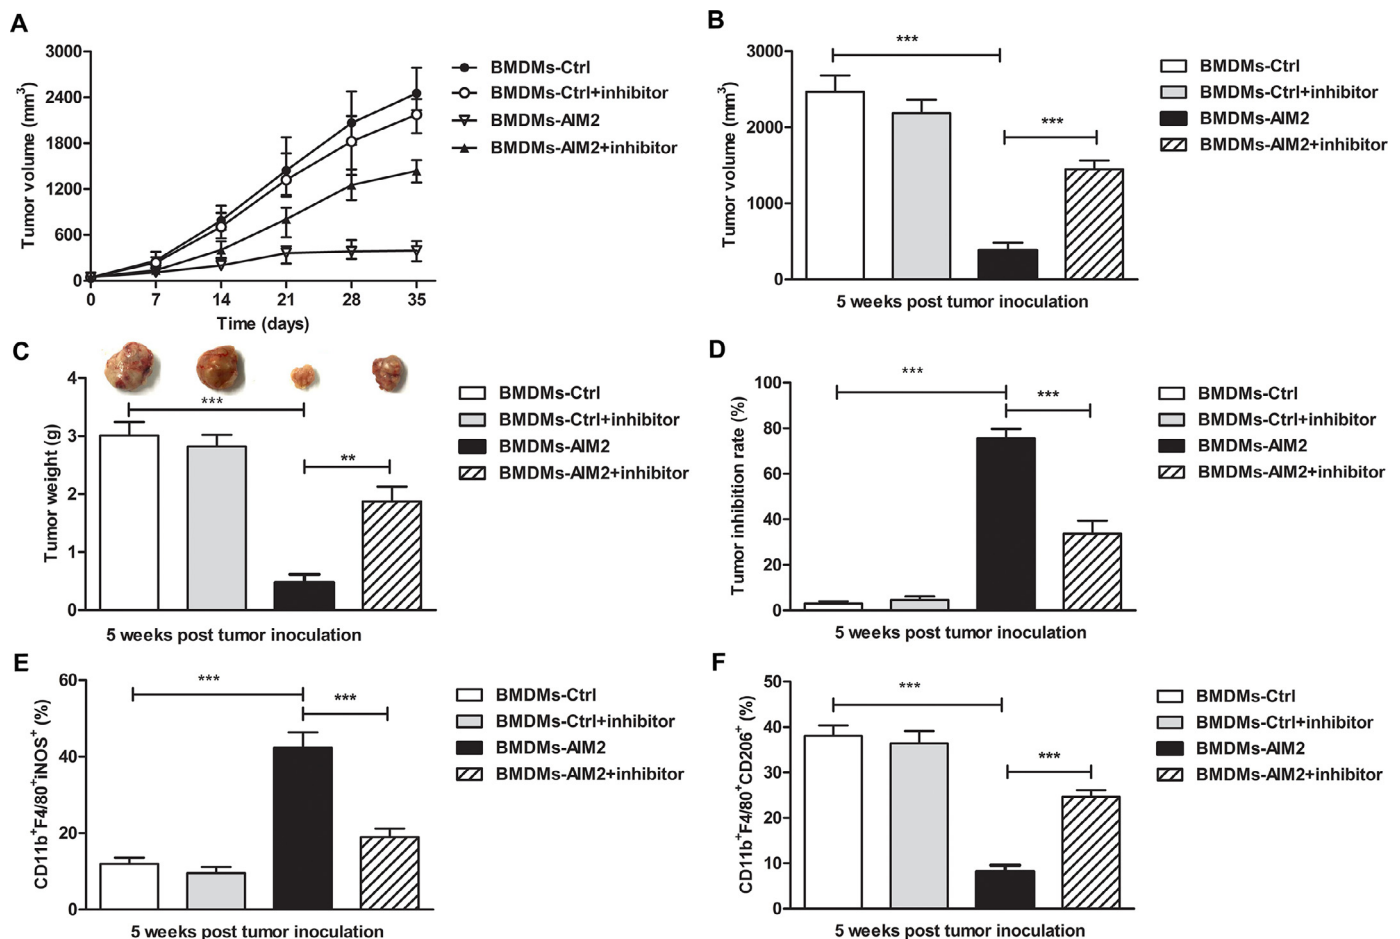 A
Tumor volume (mm³)
3000
2400
1800
1200
600
0
0 7 14 21 28 35
Time (days)
BMDMs-Ctrl
BMDMs-Ctrl+inhibitor
BMDMs-AIM2
BMDMs-AIM2+inhibitor
B
Tumor volume (mm³)
3000
2000
1000
0
***
***
5 weeks post tumor inoculation
BMDMs-Ctrl
BMDMs-Ctrl+inhibitor
BMDMs-AIM2
BMDMs-AIM2+inhibitor
C
Tumor weight (g)
4
3
2
1
0
***
**
5 weeks post tumor inoculation
BMDMs-Ctrl
BMDMs-Ctrl+inhibitor
BMDMs-AIM2
BMDMs-AIM2+inhibitor
D
Tumor inhibition rate (%)
100
80
60
40
20
0
***
***
5 weeks post tumor inoculation
BMDMs-Ctrl
BMDMs-Ctrl+inhibitor
BMDMs-AIM2
BMDMs-AIM2+inhibitor
E
CD11b⁺F4/80⁺iNOS⁺ (%)
60
40
20
0
***
***
5 weeks post tumor inoculation
BMDMs-Ctrl
BMDMs-Ctrl+inhibitor
BMDMs-AIM2
BMDMs-AIM2+inhibitor
F
CD11b⁺F4/80⁺CD206⁺ (%)
50
40
30
20
10
0
***
***
5 weeks post tumor inoculation
BMDMs-Ctrl
BMDMs-Ctrl+inhibitor
BMDMs-AIM2
BMDMs-AIM2+inhibitor